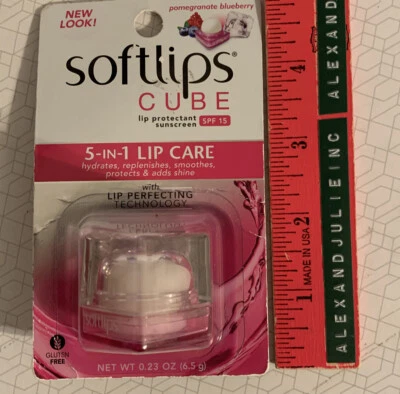 NEW
LOOK!
pomegranate blueberry
softlips®
CUBE
lip protectant
sunscreen SPF 15
5-IN-1 LIP CARE
hydrates, replenishes, smoothes,
protects & adds shine
with
LIP PERFECTING
TECHNOLOGY
SOFTLIPS
GLUTEN
FREE
NET WT 0.23 OZ (6.5 g)
1 MADE IN USA 2 3 4
ALEXANDJULIEINC ALEXAND